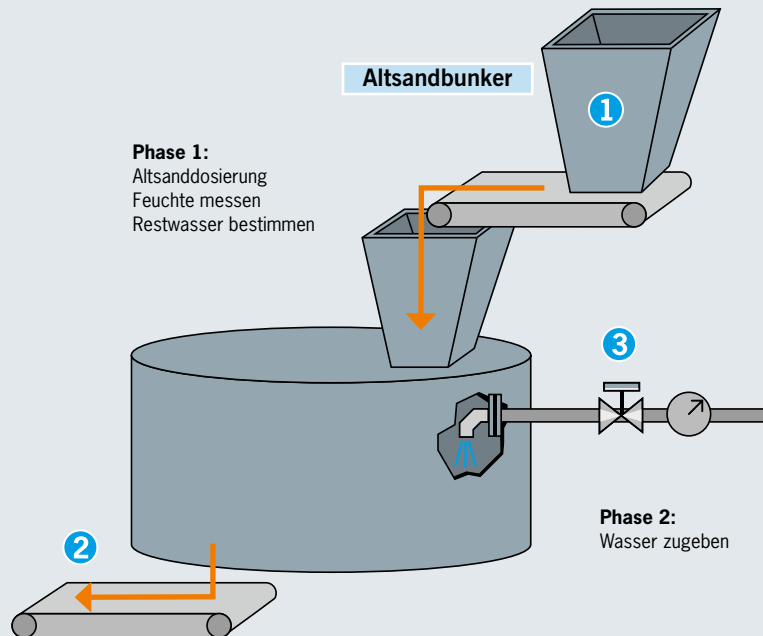 Altsandbunker
1
Phase 1:
Altsanddosierung
Feuchte messen
Restwasser bestimmen
3
Phase 2:
Wasser zugeben
2